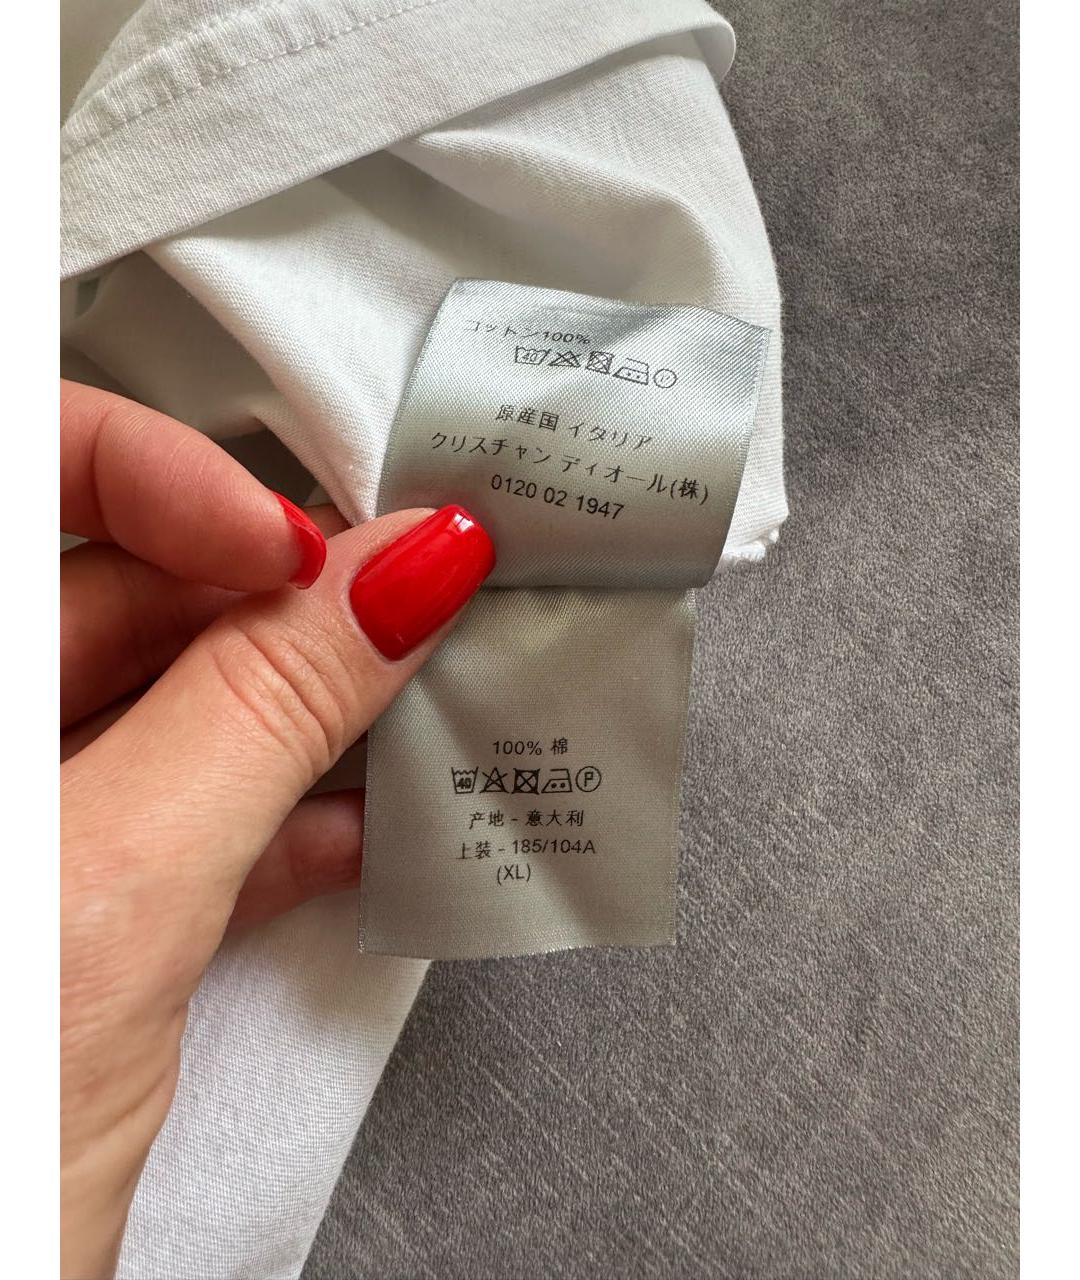 コットン100%
40
原産国 イタリア
クリスチャン ディオール(株)
0120 02 1947
100% 棉
40 P
产地 - 意大利
上装 - 185/104A
(XL)